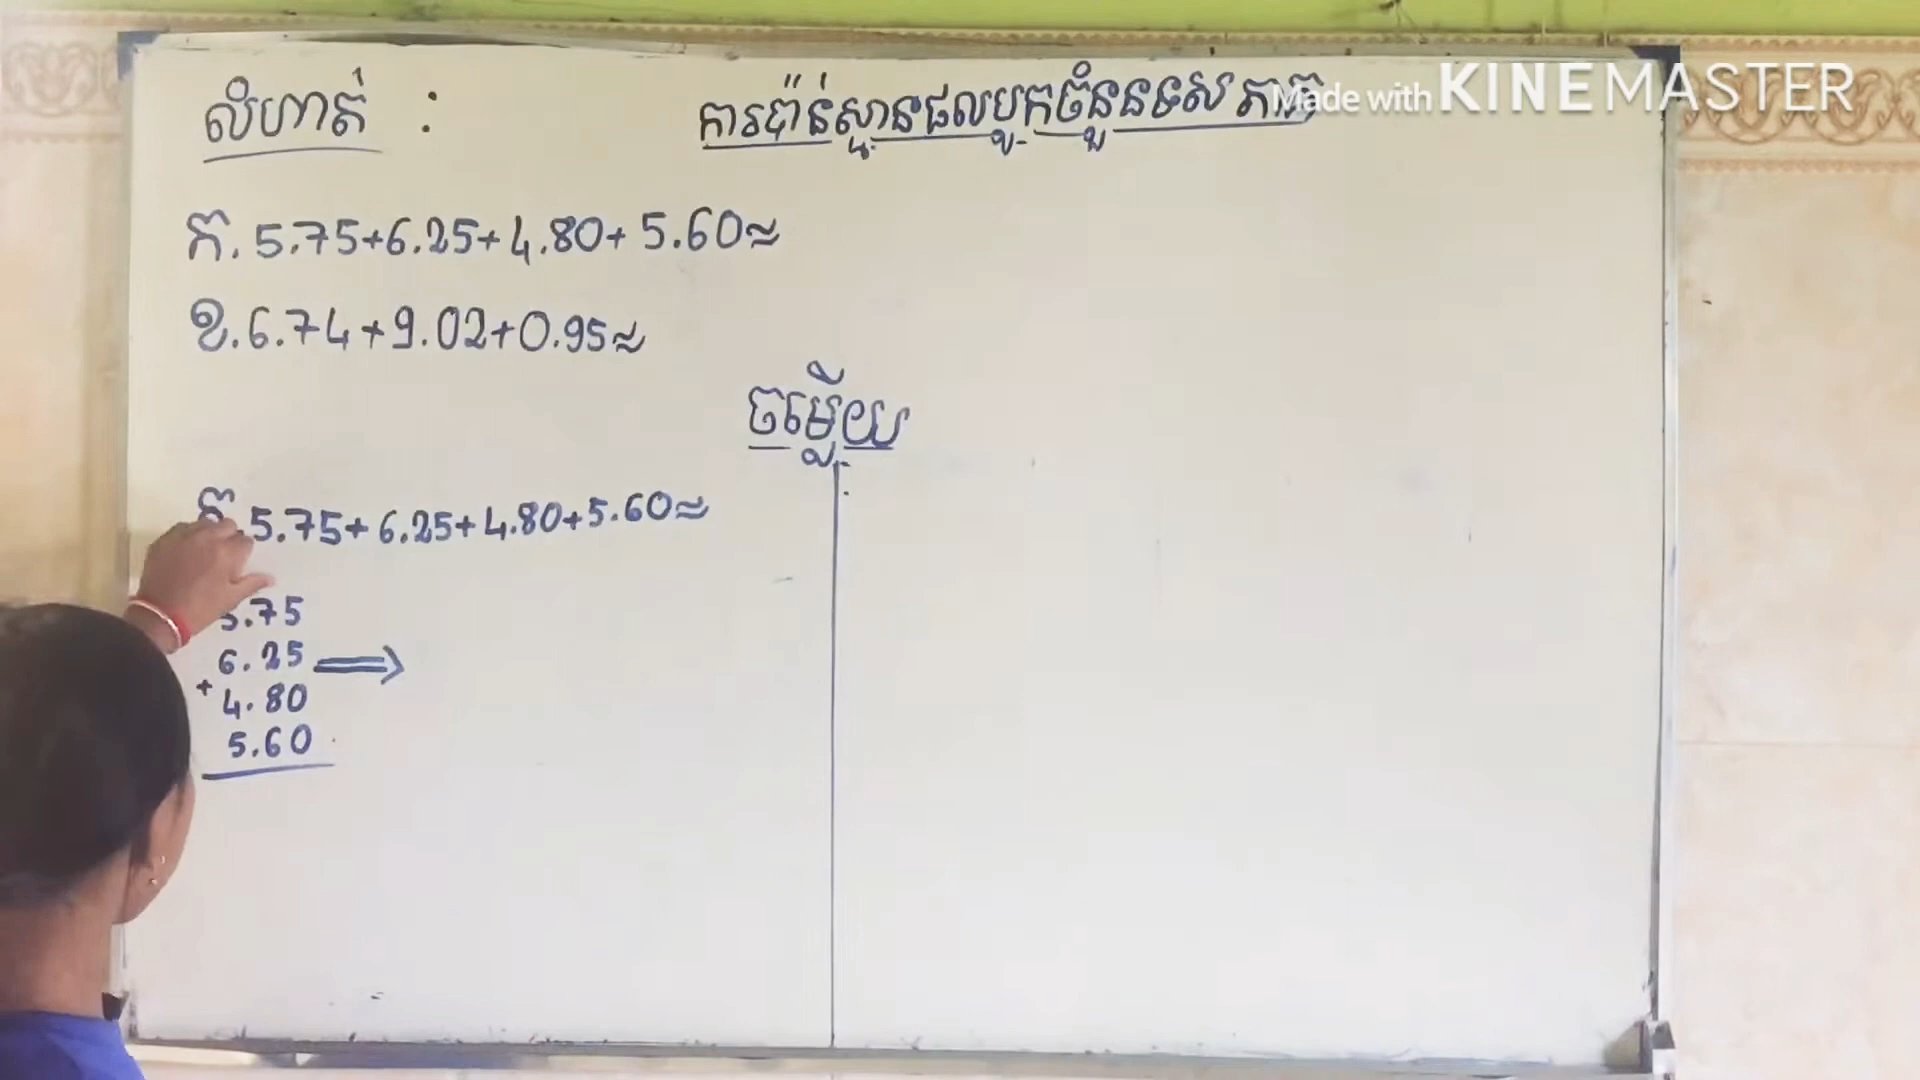 លំហាត់ :
ការប៉ាន់ស្មានផលបូកចំនួនទសភាគ
Made with KINEMASTER
ក. 5.75+6.25+4.80+5.60≈
ខ. 6.74+9.02+0.95≈
ចម្លើយ
ក. 5.75+6.25+4.80+5.60≈
5.75
6.25 ⟹
+ 4.80
5.60